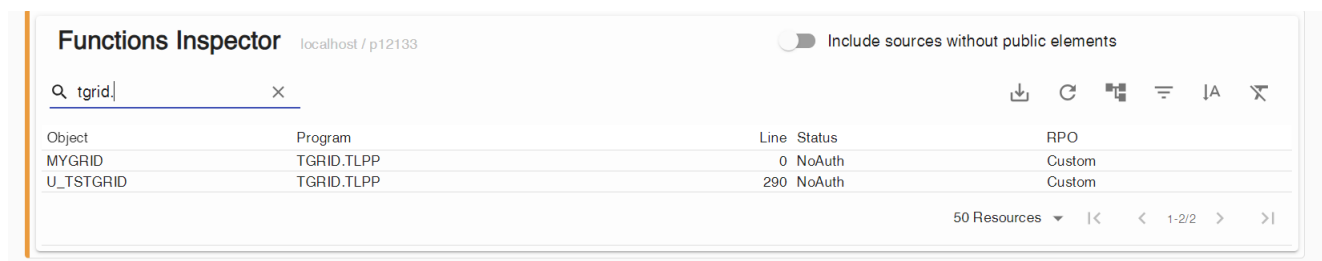 Functions Inspector localhost / p12133 Include sources without public elements
tgrid.
Object Program Line Status RPO
MYGRID TGRID.TLPP 0 NoAuth Custom
U_TSTGRID TGRID.TLPP 290 NoAuth Custom
50 Resources 1-2/2